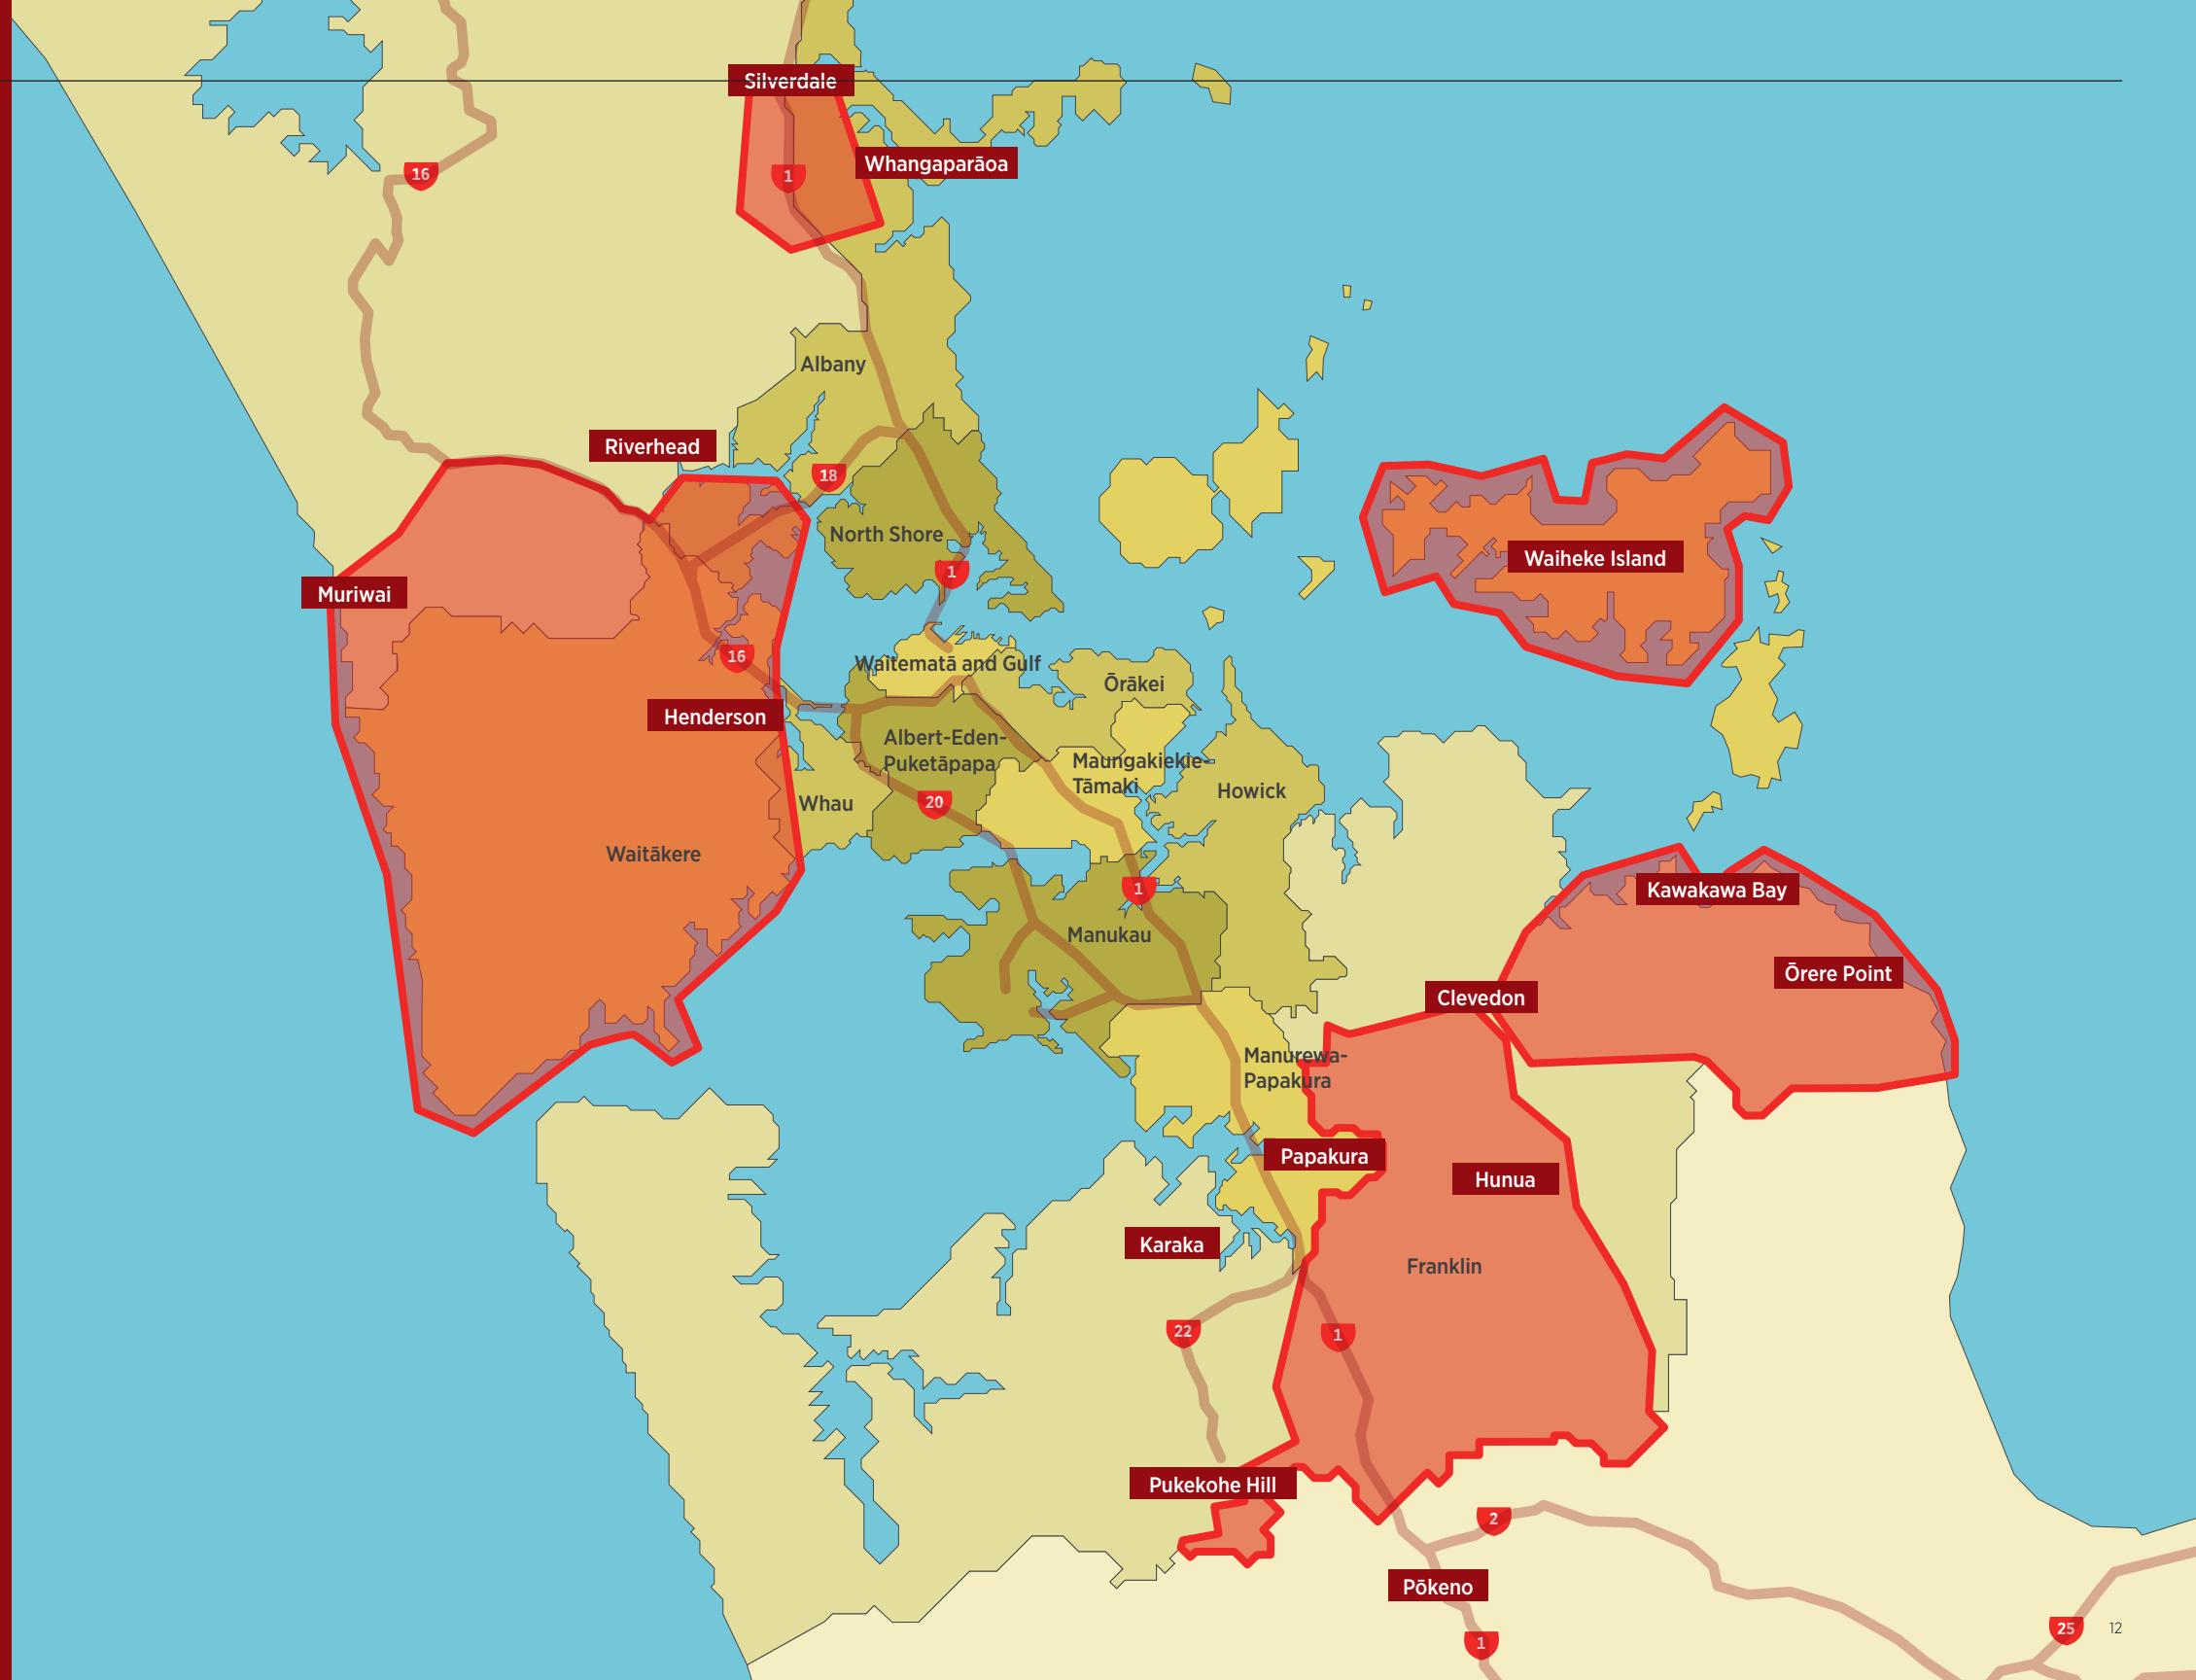 Silverdale
Whangaparāoa
16
1
Albany
Riverhead
18
North Shore
Waiheke Island
1
Muriwai
16
Waitematā and Gulf
Ōrākei
Henderson
Albert-Eden-
Puketāpapa
Maungakiekie-
Tāmaki
Howick
20
Whau
Waitākere
1
Kawakawa Bay
Manukau
Ōrere Point
Clevedon
Manurewa-
Papakura
Papakura
Hunua
Karaka
Franklin
22
1
Pukekohe Hill
2
Pōkeno
25
12
1